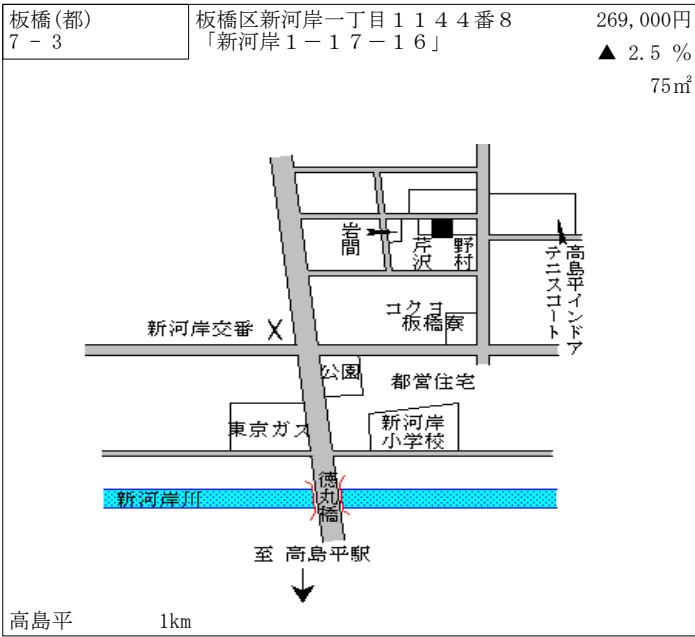 板橋(都)
7 - 3
板橋区新河岸一丁目１１４４番８
「新河岸１－１７－１６」
269,000円
▲ 2.5 %
75㎡
岩間
芹沢
野村
高島平インドア
テニスコート
コクヨ
板橋寮
新河岸交番
公園
都営住宅
東京ガス
新河岸
小学校
徳丸橋
新河岸川
至 高島平駅
高島平 1km